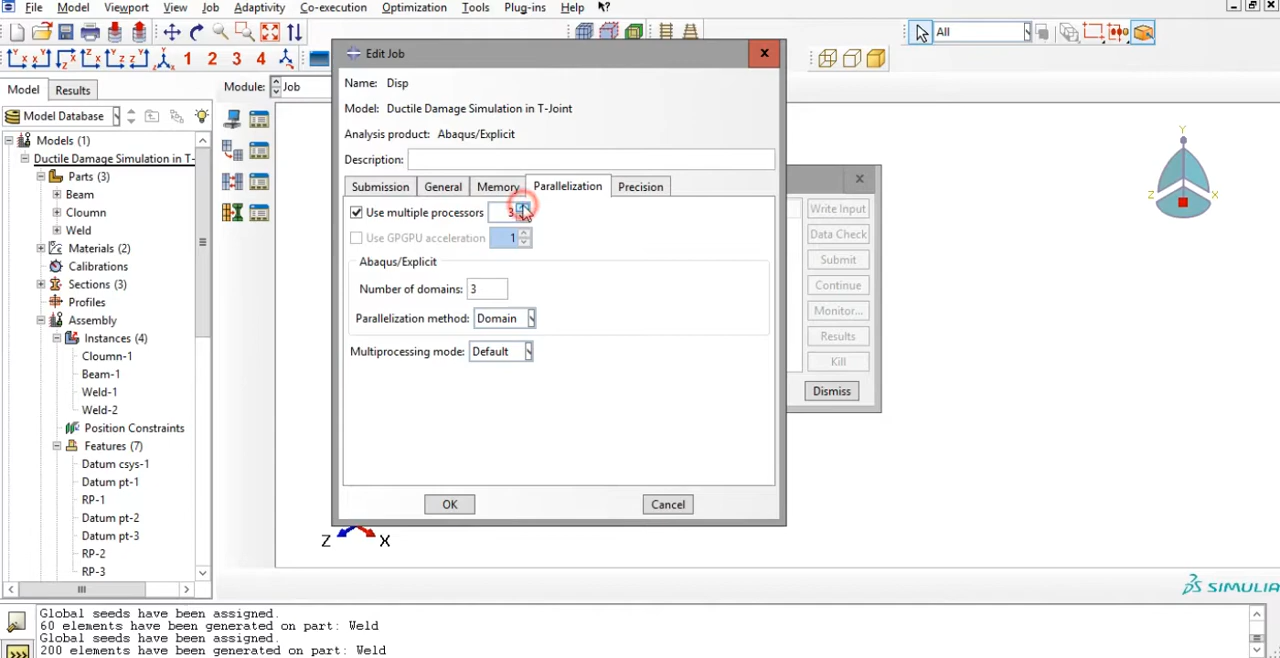 File Model Viewport View Job Adaptivity Co-execution Optimization Tools Plug-ins Help
All
1 2 3 4
Model Results
Module: Job
Model Database
Models (1)
Ductile Damage Simulation in T-
Parts (3)
Beam
Cloumn
Weld
Materials (2)
Calibrations
Sections (3)
Profiles
Assembly
Instances (4)
Cloumn-1
Beam-1
Weld-1
Weld-2
Position Constraints
Features (7)
Datum csys-1
Datum pt-1
RP-1
Datum pt-2
Datum pt-3
RP-2
RP-3
Edit Job
Name: Disp
Model: Ductile Damage Simulation in T-Joint
Analysis product: Abaqus/Explicit
Description:
Submission General Memory Parallelization Precision
Use multiple processors 3
Use GPGPU acceleration 1
Abaqus/Explicit
Number of domains: 3
Parallelization method: Domain
Multiprocessing mode: Default
OK Cancel
Write Input
Data Check
Submit
Continue
Monitor...
Results
Kill
Dismiss
Y
Z X
Z X
SIMULIA
Global seeds have been assigned.
60 elements have been generated on part: Weld
Global seeds have been assigned.
200 elements have been generated on part: Weld